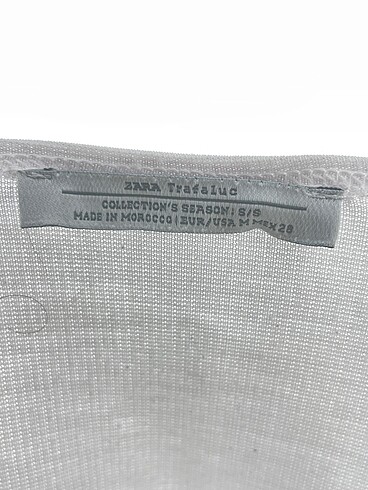 ZARA Trafaluc
COLLECTION'S SEASON: S/S
MADE IN MOROCCO | EUR/USA M MEX 28